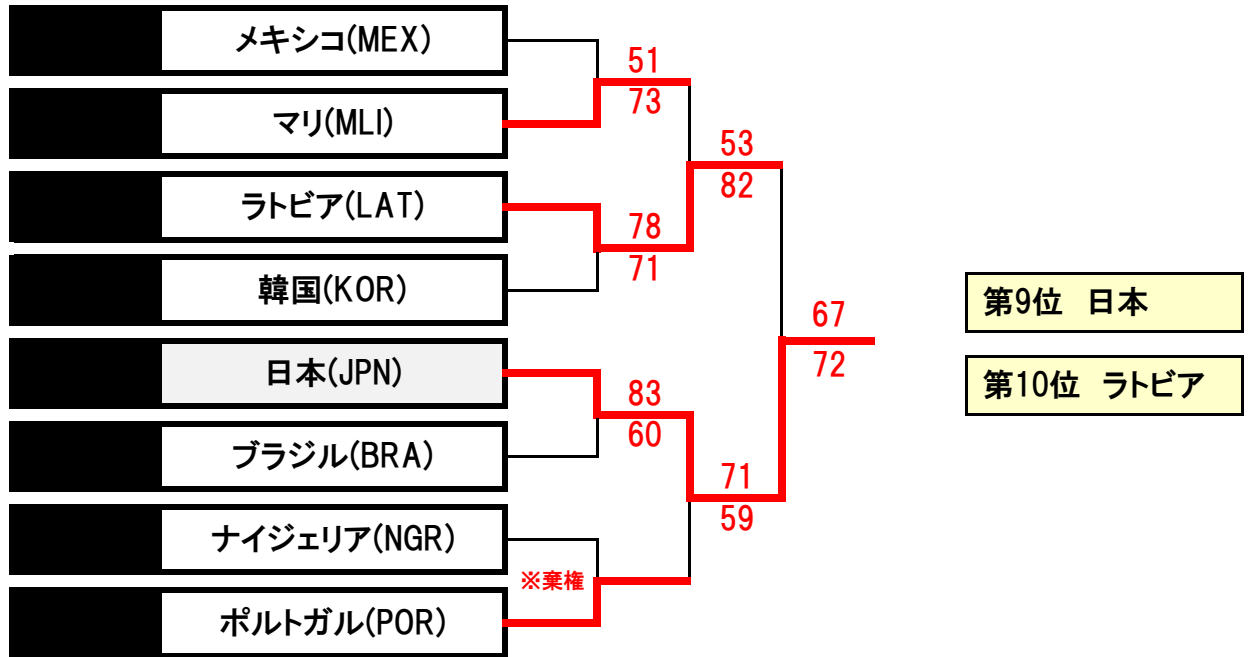 メキシコ(MEX)
マリ(MLI)
ラトビア(LAT)
韓国(KOR)
日本(JPN)
ブラジル(BRA)
ナイジェリア(NGR)
ポルトガル(POR)
51
73
78
71
83
60
※棄権
53
82
71
59
67
72
第9位 日本
第10位 ラトビア